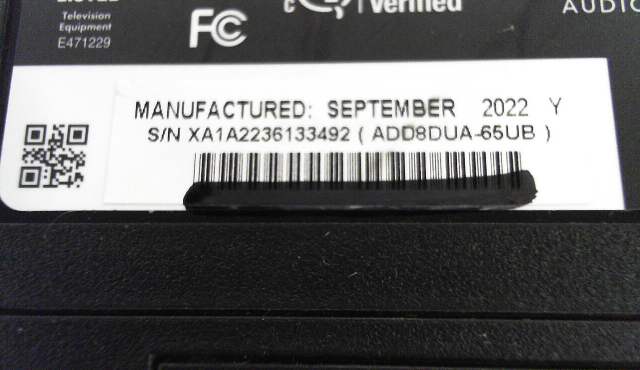 Television
Equipment
E471229
FC
Verified
AUDIO
MANUFACTURED: SEPTEMBER 2022 Y
S/N XA1A2236133492 ( ADD8DUA-65UB )